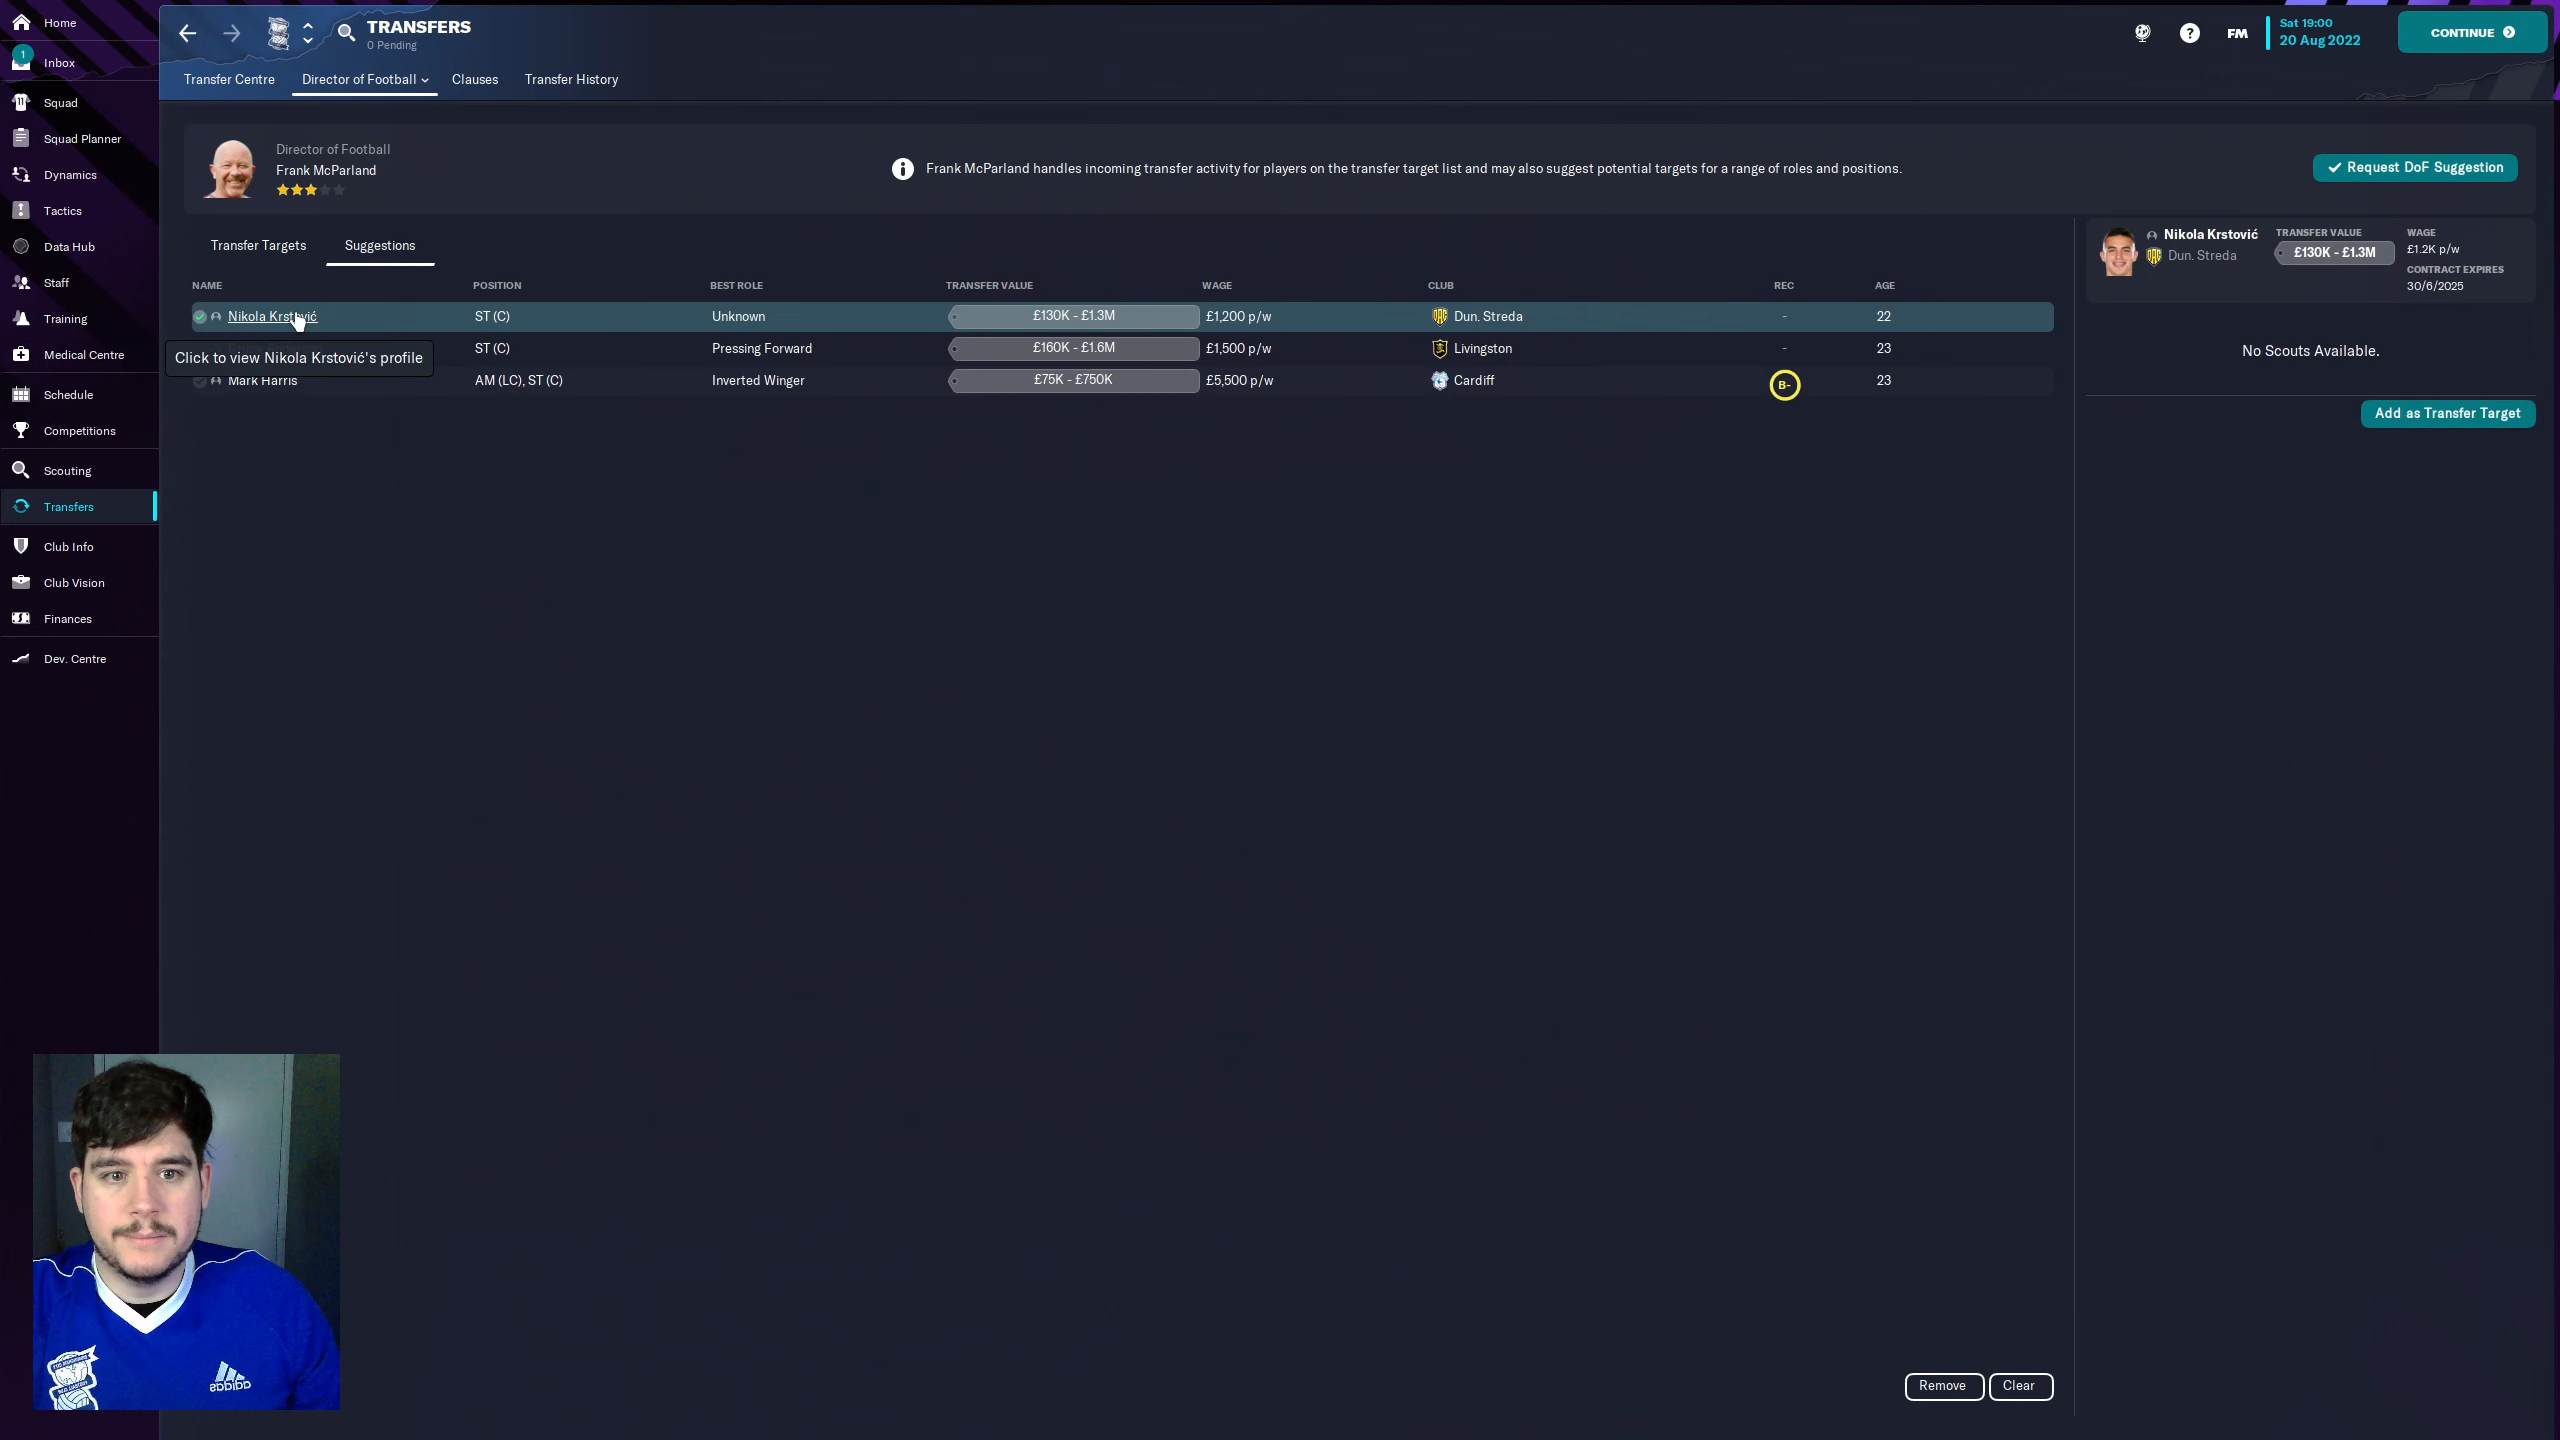 Home
1
Inbox
Squad
Squad Planner
Dynamics
Tactics
Data Hub
Staff
Training
Medical Centre
Schedule
Competitions
Scouting
Transfers
Club Info
Club Vision
Finances
Dev. Centre
TRANSFERS
0 Pending
FM
Sat 19:00
20 Aug 2022
CONTINUE
Transfer Centre Director of Football Clauses Transfer History
Director of Football
Frank McParland
Frank McParland handles incoming transfer activity for players on the transfer target list and may also suggest potential targets for a range of roles and positions.
Request DoF Suggestion
Transfer Targets Suggestions
NAME POSITION BEST ROLE TRANSFER VALUE WAGE CLUB REC AGE
Nikola Krstović ST (C) Unknown £130K - £1.3M £1,200 p/w Dun. Streda - 22
ST (C) Pressing Forward £160K - £1.6M £1,500 p/w Livingston - 23
Click to view Nikola Krstović's profile
Mark Harris AM (LC), ST (C) Inverted Winger £75K - £750K £5,500 p/w Cardiff B- 23
Nikola Krstović
Dun. Streda
TRANSFER VALUE
£130K - £1.3M
WAGE
£1.2K p/w
CONTRACT EXPIRES
30/6/2025
No Scouts Available.
Add as Transfer Target
Remove Clear
adidas